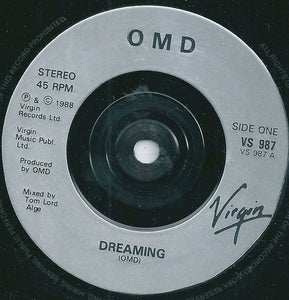 OMD
STEREO
45 RPM
℗ & © 1988
Virgin
Records Ltd.
Virgin
Music Publ.
Ltd.
Produced
by OMD
Mixed by
Tom Lord
Alge
SIDE ONE
VS 987
VS 987 A
Virgin
DREAMING
(OMD)